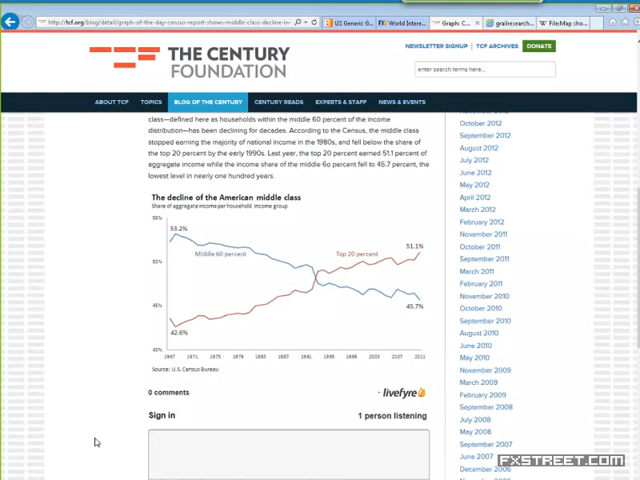 http://www.tcf.org/blog/detail/graph-of-the-day-census-report-shows-middle-class-decline-in-
US Generic G...
World Interes...
Graph: C...
grailresearch...
File:Map sho...
THE CENTURY
FOUNDATION
NEWSLETTER SIGNUP
TCF ARCHIVES
DONATE
enter search terms here...
ABOUT TCF
TOPICS
BLOG OF THE CENTURY
CENTURY READS
EXPERTS & STAFF
NEWS & EVENTS
class—defined here as households within the middle 60 percent of the income
distribution—has been declining for decades. According to the Census, the middle class
stopped earning the majority of national income in the 1980s, and fell below the share of
the top 20 percent by the early 1990s. Last year, the top 20 percent earned 51.1 percent of
aggregate income while the income share of the middle 60 percent fell to 45.7 percent, the
lowest level in nearly one hundred years.
The decline of the American middle class
Share of aggregate income per household income group
55%
50%
45%
40%
53.2%
Middle 60 percent
Top 20 percent
51.1%
42.6%
45.7%
1967 1971 1975 1979 1983 1987 1991 1995 1999 2003 2007 2011
Source: U.S. Census Bureau
0 comments
livefyre
Sign in
1 person listening
October 2012
September 2012
August 2012
July 2012
June 2012
May 2012
April 2012
March 2012
February 2012
November 2011
October 2011
September 2011
March 2011
February 2011
November 2010
October 2010
September 2010
August 2010
June 2010
May 2010
November 2009
March 2009
February 2009
September 2008
July 2008
May 2008
September 2007
June 2007
December 2006
FXSTREET.COM